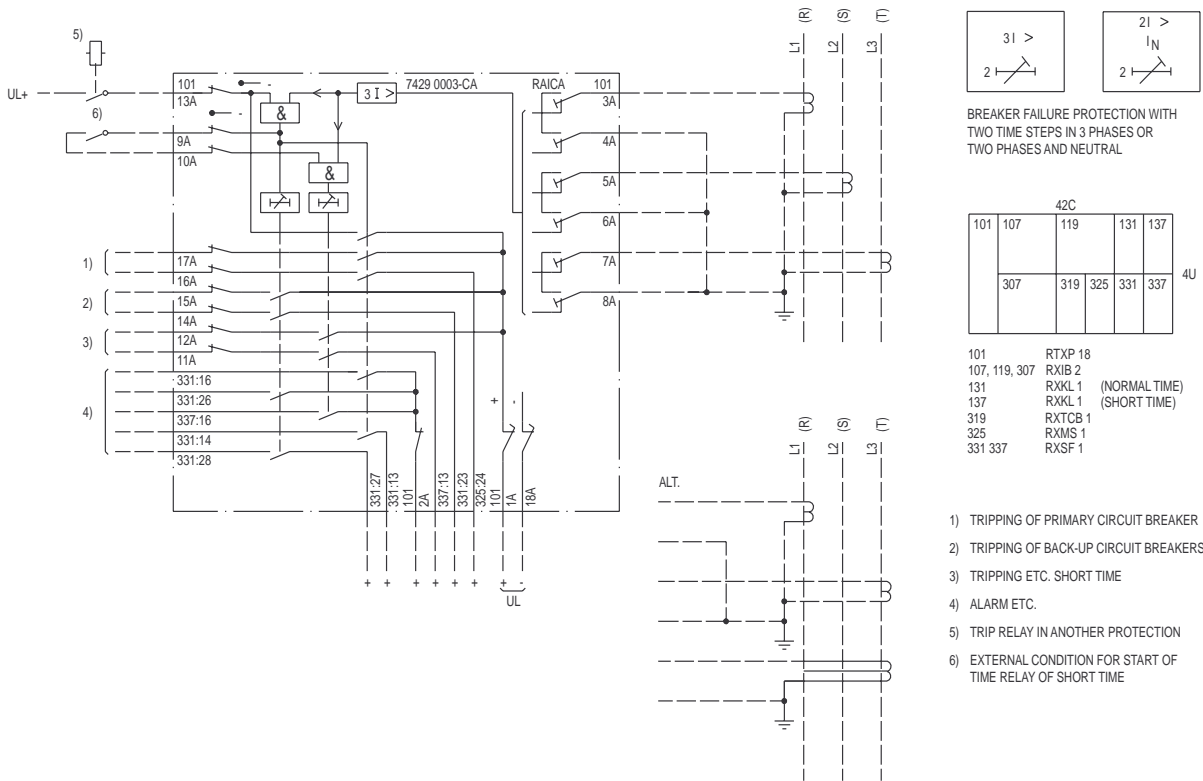 5)
UL+
6)
101
13A
9A
10A
&
&
3 I >
7429 0003-CA
RAICA
101
3A
4A
5A
6A
7A
8A
1)
17A
16A
2)
15A
14A
3)
12A
11A
4)
331:16
331:26
337:16
331:14
331:28
331:27
331:13
101
2A
337:13
331:23
325:24
101
1A
18A
+ -
+ + + + + + + -
UL
L1 (R)
L2 (S)
L3 (T)
ALT.
L1 (R)
L2 (S)
L3 (T)
3I >
2
2I >
IN
2
BREAKER FAILURE PROTECTION WITH
TWO TIME STEPS IN 3 PHASES OR
TWO PHASES AND NEUTRAL
42C
101 107 119 131 137
4U
307 319 325 331 337
101 RTXP 18
107, 119, 307 RXIB 2
131 RXKL 1 (NORMAL TIME)
137 RXKL 1 (SHORT TIME)
319 RXTCB 1
325 RXMS 1
331 337 RXSF 1
1) TRIPPING OF PRIMARY CIRCUIT BREAKER
2) TRIPPING OF BACK-UP CIRCUIT BREAKERS
3) TRIPPING ETC. SHORT TIME
4) ALARM ETC.
5) TRIP RELAY IN ANOTHER PROTECTION
6) EXTERNAL CONDITION FOR START OF
TIME RELAY OF SHORT TIME